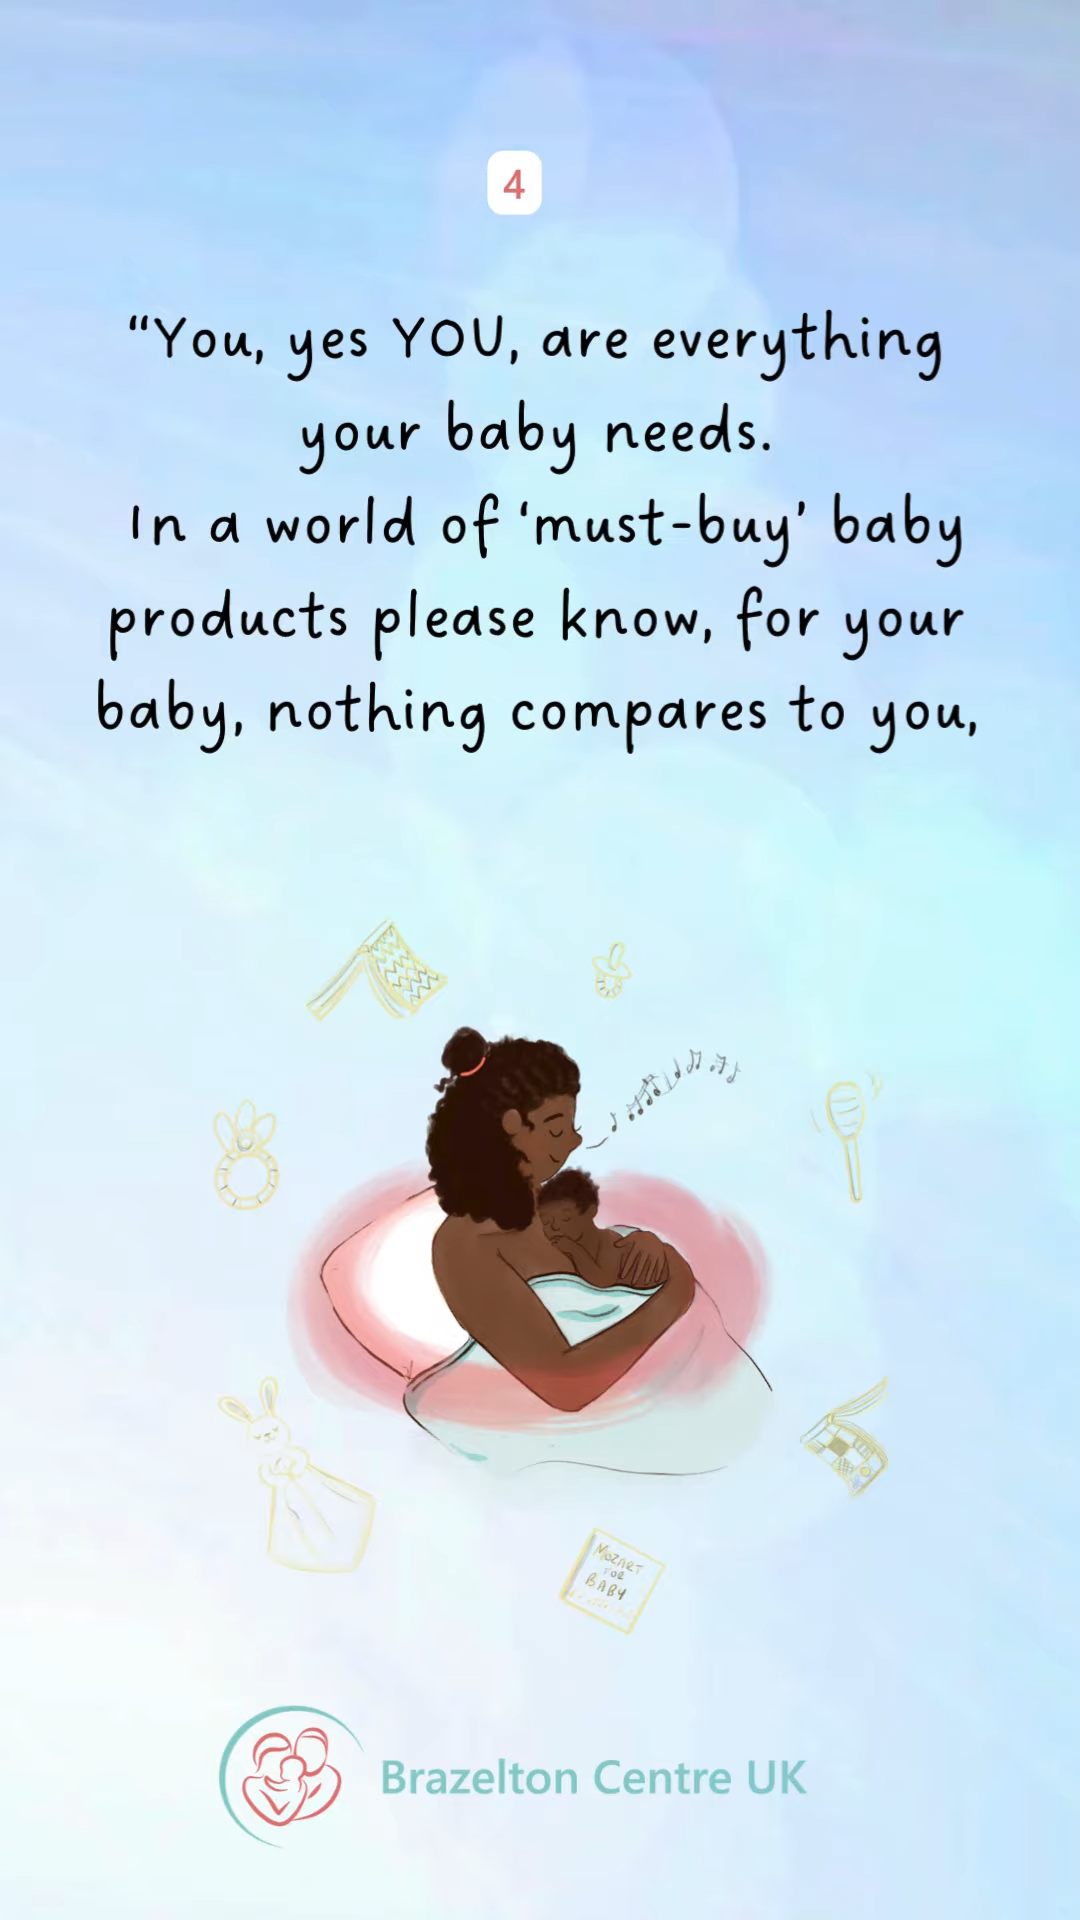 4
“You, yes YOU, are everything
your baby needs.
In a world of ‘must-buy’ baby
products please know, for your
baby, nothing compares to you,
MOZART
FOR
BABY
Brazelton Centre UK